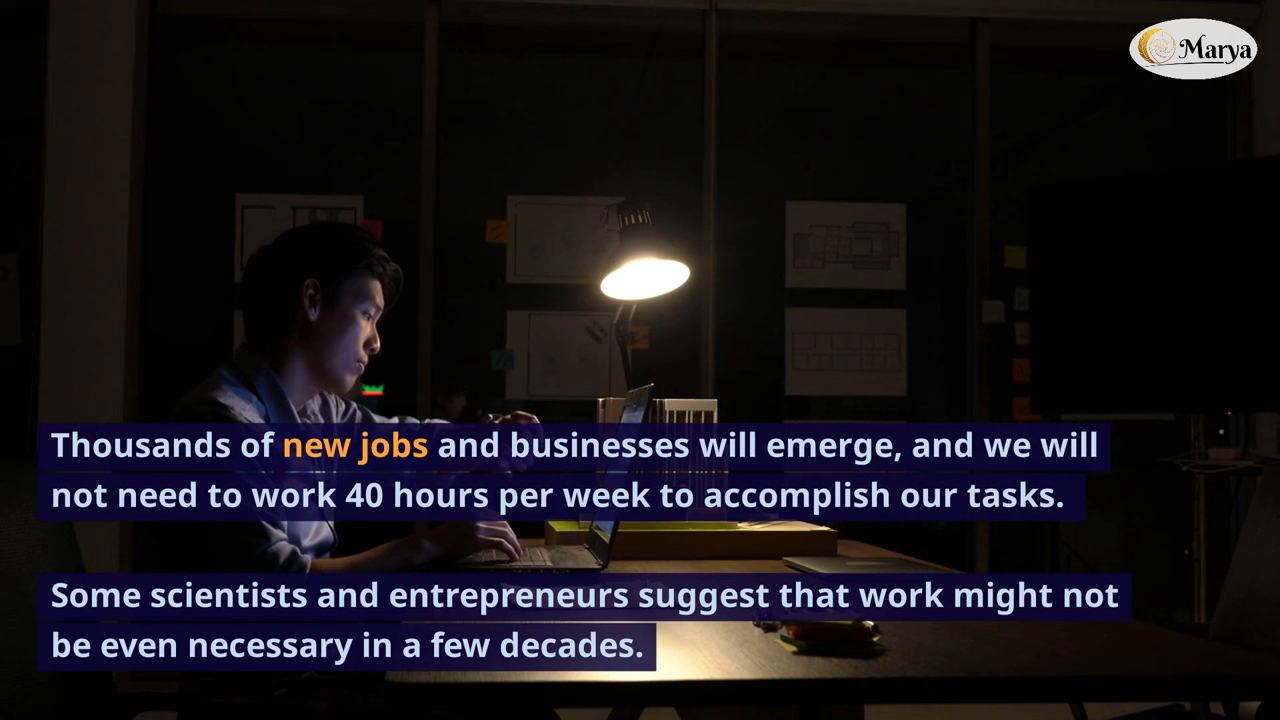 Marya
Thousands of new jobs and businesses will emerge, and we will
not need to work 40 hours per week to accomplish our tasks.
Some scientists and entrepreneurs suggest that work might not
be even necessary in a few decades.